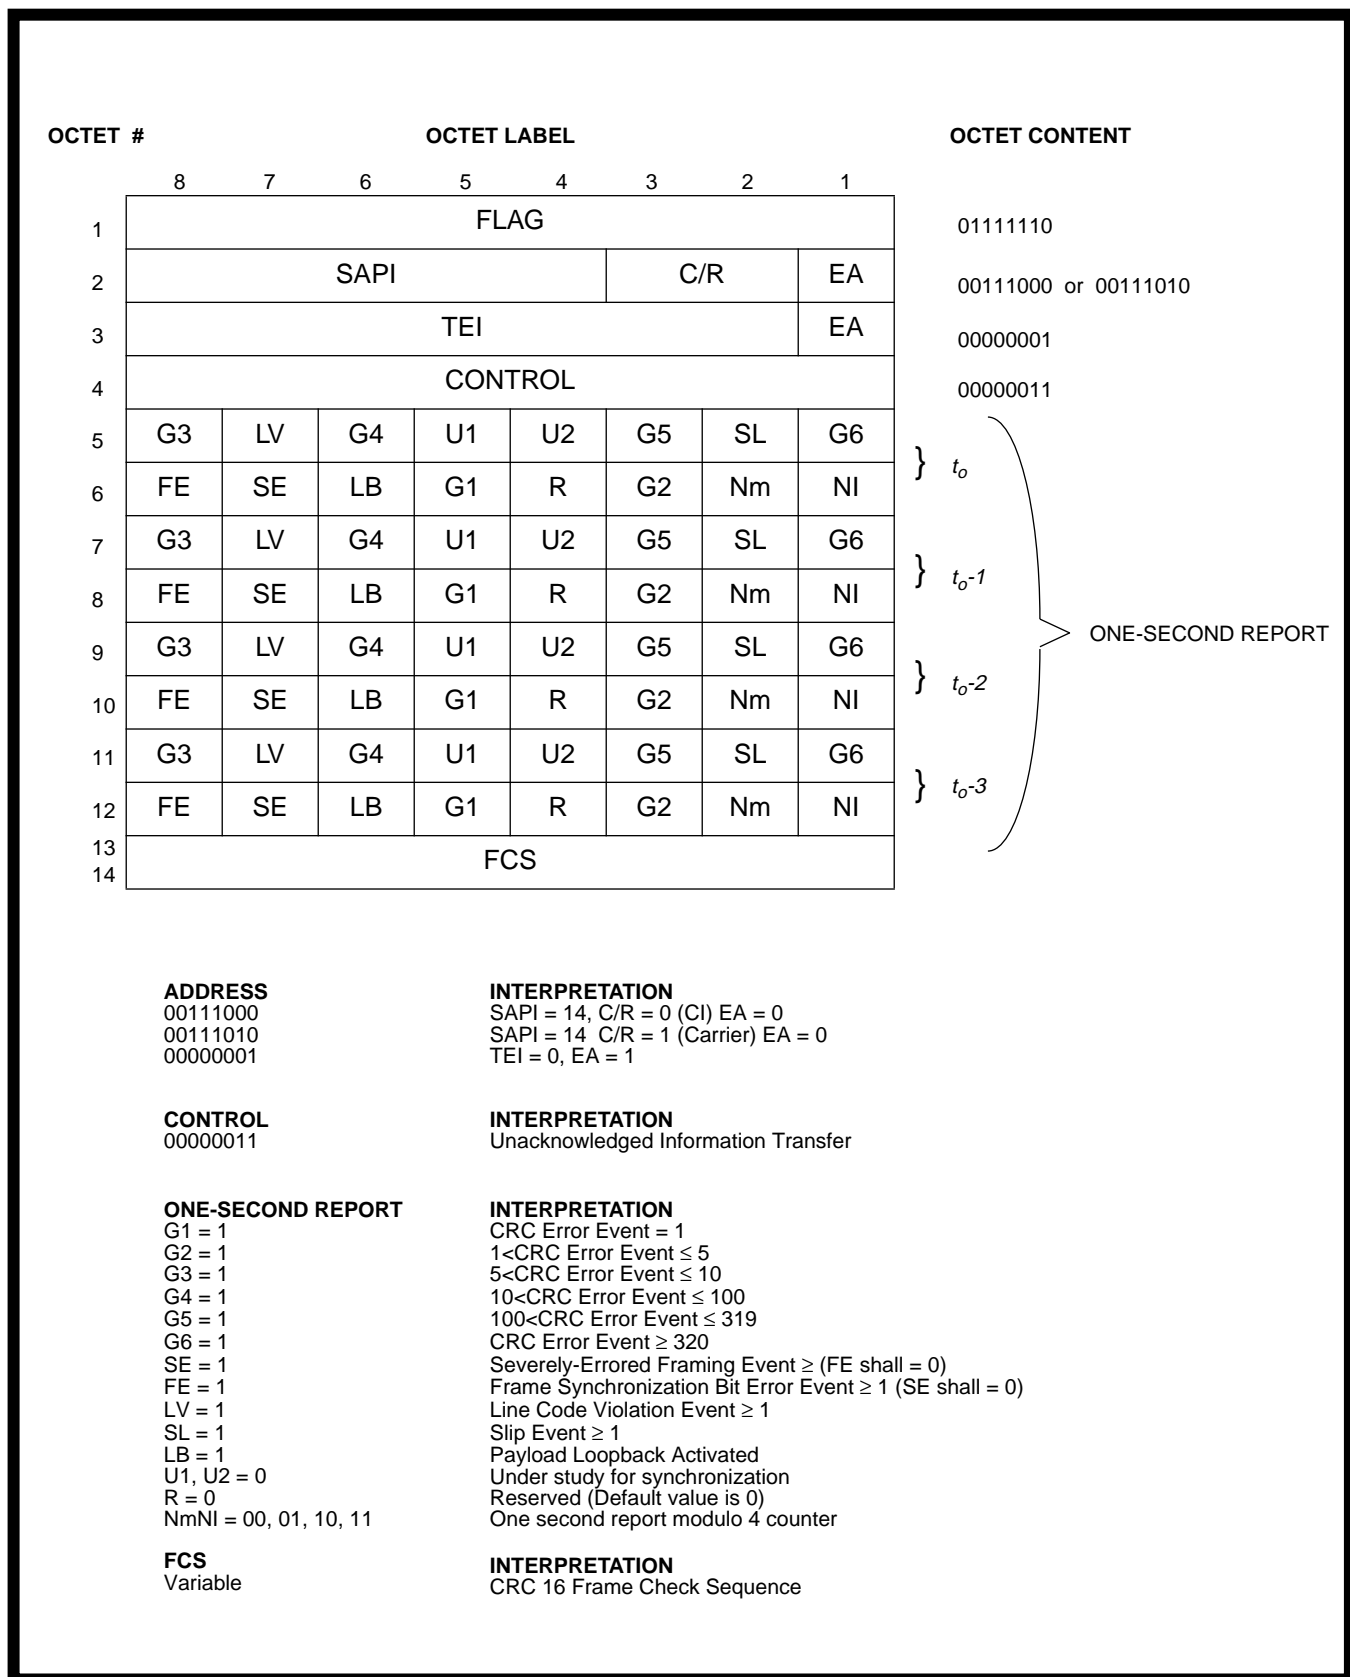 OCTET # OCTET LABEL OCTET CONTENT
8 7 6 5 4 3 2 1
1 FLAG 01111110
2 SAPI C/R EA 00111000 or 00111010
3 TEI EA 00000001
4 CONTROL 00000011
5 G3 LV G4 U1 U2 G5 SL G6
} to
6 FE SE LB G1 R G2 Nm NI
7 G3 LV G4 U1 U2 G5 SL G6
} to-1
8 FE SE LB G1 R G2 Nm NI
ONE-SECOND REPORT
9 G3 LV G4 U1 U2 G5 SL G6
} to-2
10 FE SE LB G1 R G2 Nm NI
11 G3 LV G4 U1 U2 G5 SL G6
} to-3
12 FE SE LB G1 R G2 Nm NI
13
FCS
14
ADDRESS INTERPRETATION
00111000 SAPI = 14, C/R = 0 (CI) EA = 0
00111010 SAPI = 14 C/R = 1 (Carrier) EA = 0
00000001 TEI = 0, EA = 1
CONTROL INTERPRETATION
00000011 Unacknowledged Information Transfer
ONE-SECOND REPORT INTERPRETATION
G1 = 1 CRC Error Event = 1
G2 = 1 1<CRC Error Event ≤ 5
G3 = 1 5<CRC Error Event ≤ 10
G4 = 1 10<CRC Error Event ≤ 100
G5 = 1 100<CRC Error Event ≤ 319
G6 = 1 CRC Error Event ≥ 320
SE = 1 Severely-Errored Framing Event ≥ (FE shall = 0)
FE = 1 Frame Synchronization Bit Error Event ≥ 1 (SE shall = 0)
LV = 1 Line Code Violation Event ≥ 1
SL = 1 Slip Event ≥ 1
LB = 1 Payload Loopback Activated
U1, U2 = 0 Under study for synchronization
R = 0 Reserved (Default value is 0)
NmNI = 00, 01, 10, 11 One second report modulo 4 counter
FCS INTERPRETATION
Variable CRC 16 Frame Check Sequence